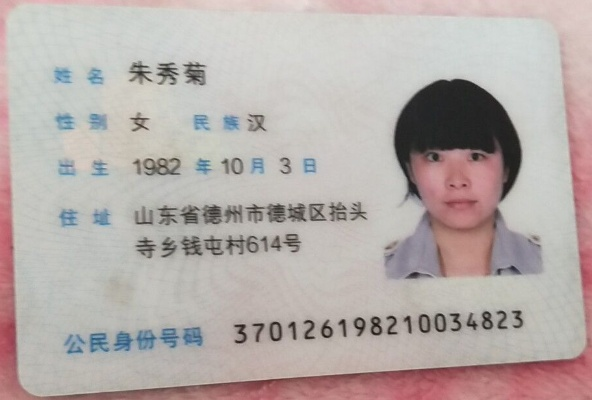 姓名 朱秀菊
性别 女 民族 汉
出生 1982 年 10 月 3 日
住址 山东省德州市德城区抬头
寺乡钱屯村614号
公民身份号码 370126198210034823